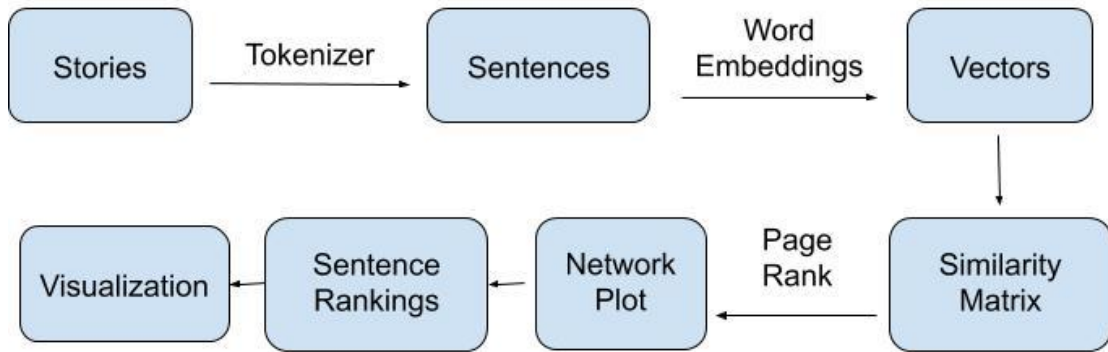 Stories
Tokenizer
Sentences
Word
Embeddings
Vectors
Visualization
Sentence
Rankings
Network
Plot
Page
Rank
Similarity
Matrix